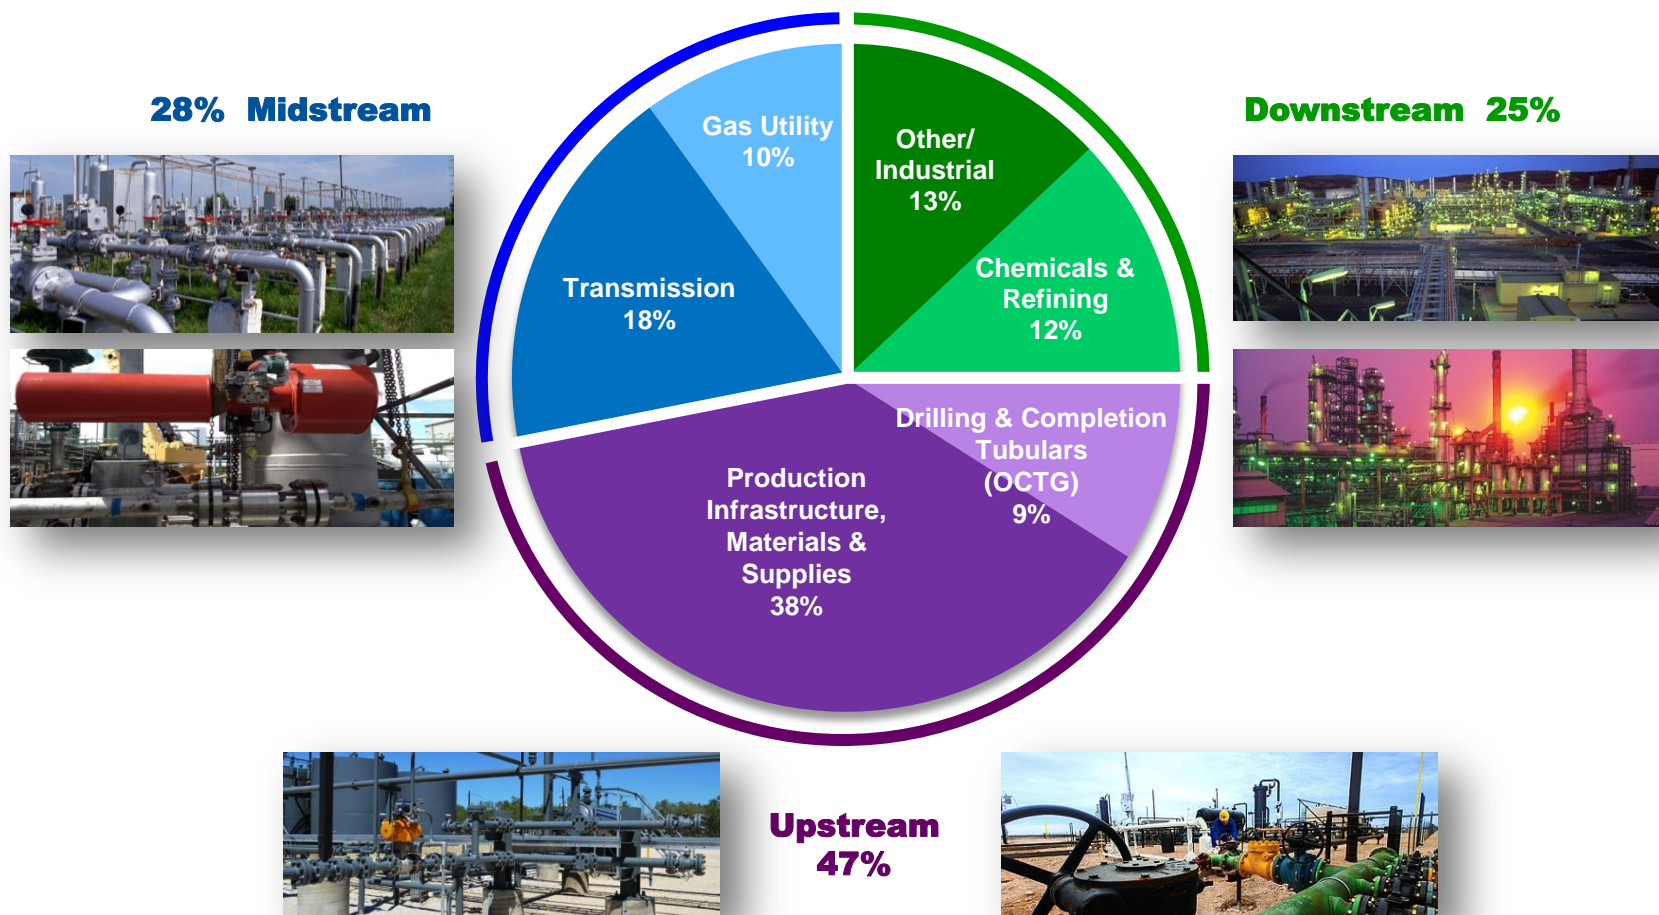 28% Midstream
Downstream 25%
Gas Utility
10%
Other/
Industrial
13%
Transmission
18%
Chemicals &
Refining
12%
Drilling & Completion
Tubulars
(OCTG)
9%
Production
Infrastructure,
Materials &
Supplies
38%
Upstream
47%